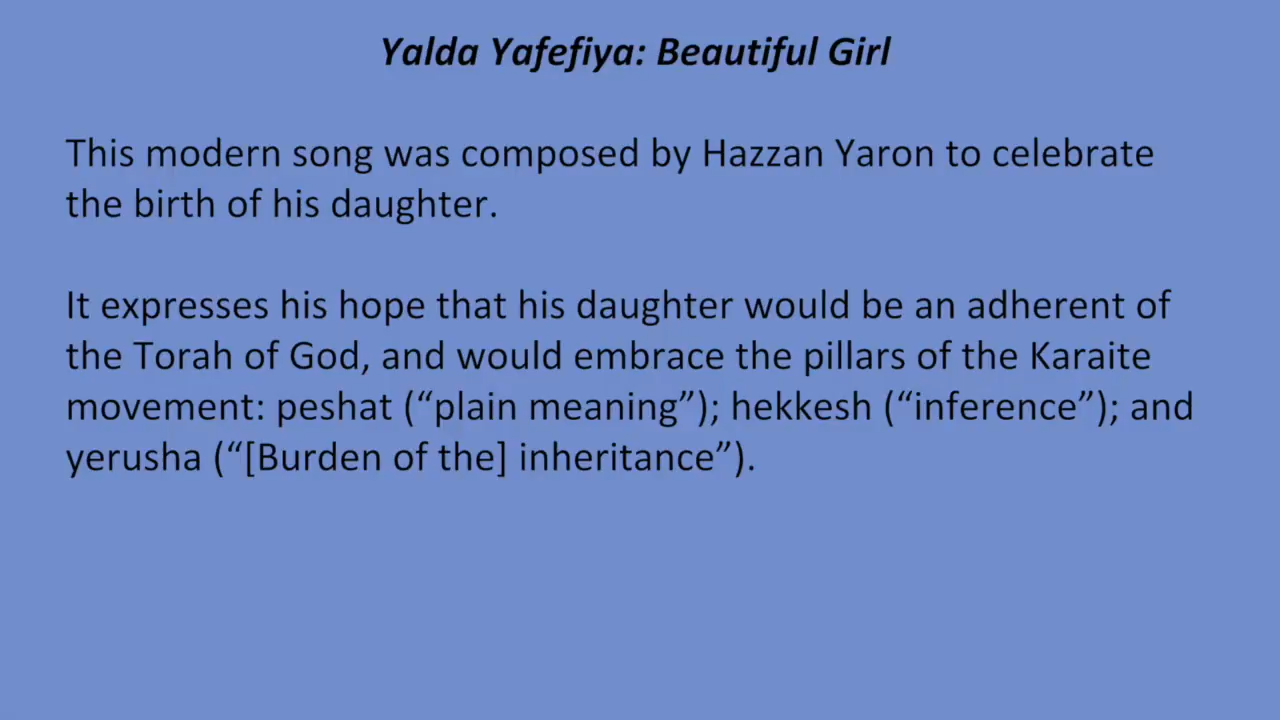 Yalda Yafefiya: Beautiful Girl
This modern song was composed by Hazzan Yaron to celebrate
the birth of his daughter.
It expresses his hope that his daughter would be an adherent of
the Torah of God, and would embrace the pillars of the Karaite
movement: peshat (“plain meaning”); hekkesh (“inference”); and
yerusha (“[Burden of the] inheritance”).